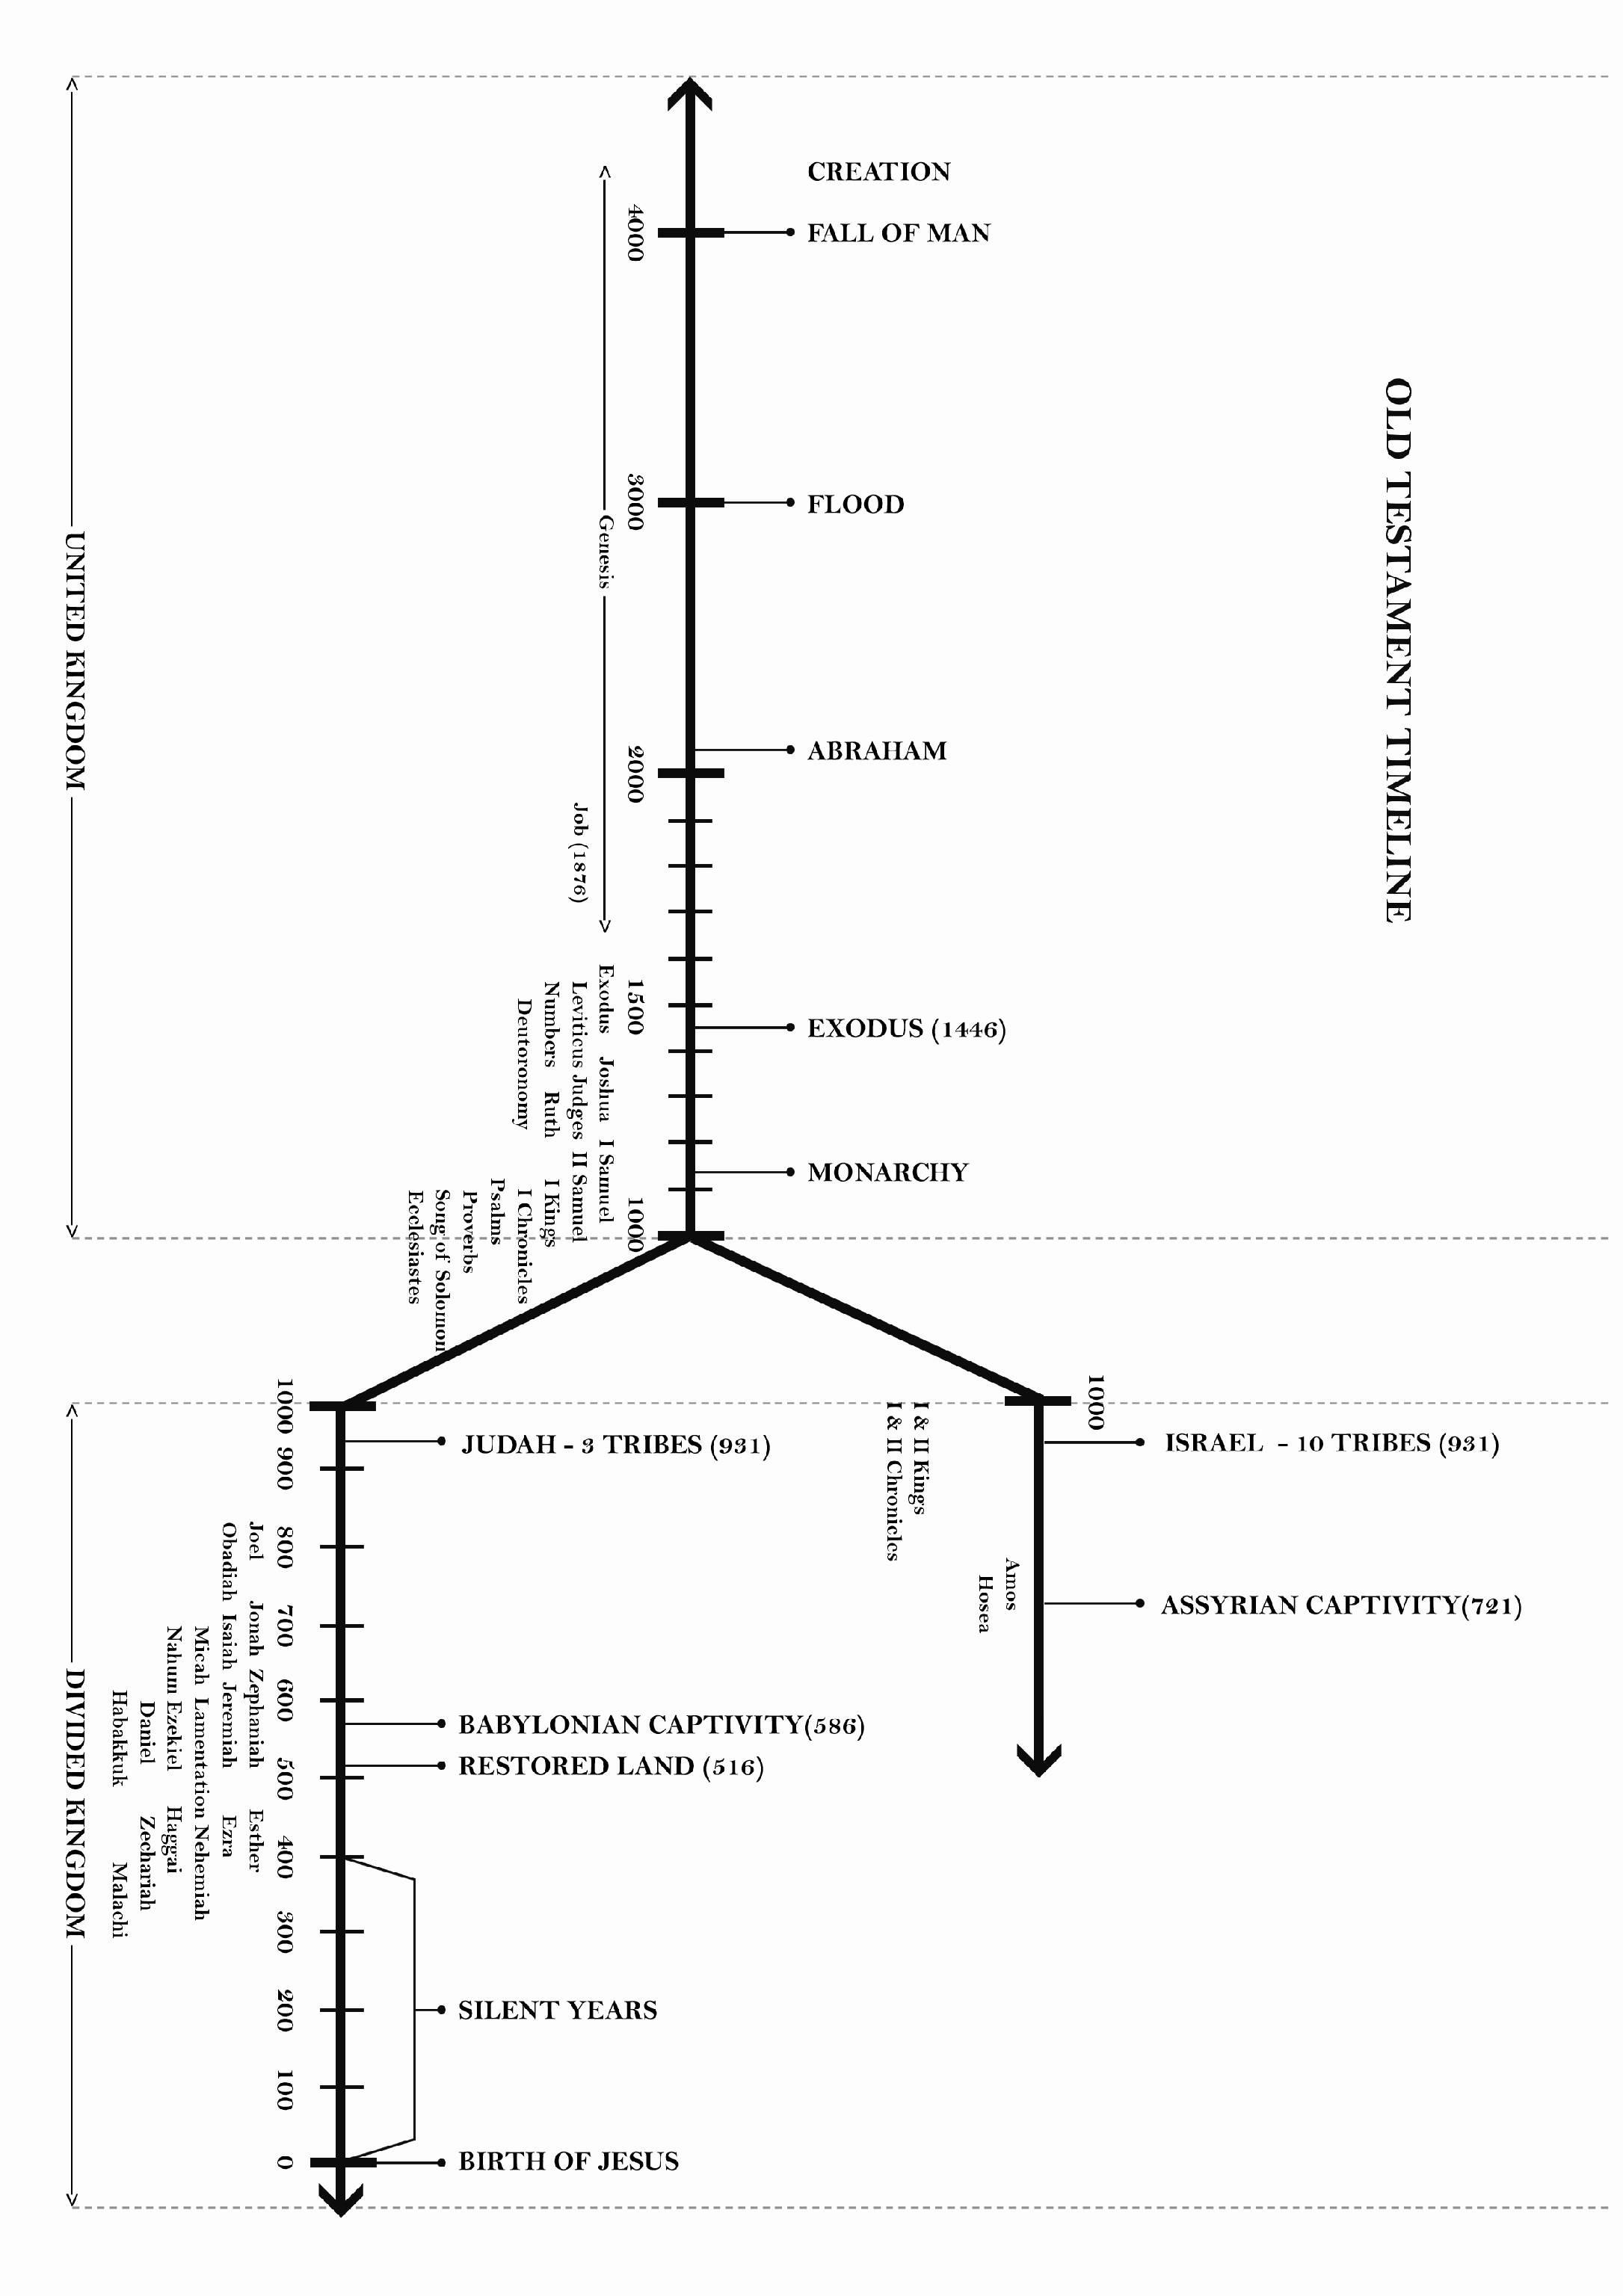 OLD TESTAMENT TIMELINE
CREATION
FALL OF MAN
FLOOD
ABRAHAM
EXODUS (1446)
MONARCHY
4000
3000
2000
1500
1000
Genesis
Job (1876)
Exodus Joshua I Samuel
Leviticus Judges II Samuel
Numbers Ruth I Kings
Deutoronomy I Chronicles
Psalms
Proverbs
Song of Solomon
Ecclesiastes
UNITED KINGDOM
1000
ISRAEL - 10 TRIBES (931)
ASSYRIAN CAPTIVITY(721)
Amos
Hosea
I & II Kings
I & II Chronicles
JUDAH - 3 TRIBES (931)
BABYLONIAN CAPTIVITY(586)
RESTORED LAND (516)
SILENT YEARS
BIRTH OF JESUS
1000 900 800 700 600 500 400 300 200 100 0
Joel Jonah Zephaniah Esther
Obadiah Isaiah Jeremiah Ezra
Micah Lamentation Nehemiah
Nahum Ezekiel Haggai
Daniel Zechariah
Habakkuk Malachi
DIVIDED KINGDOM